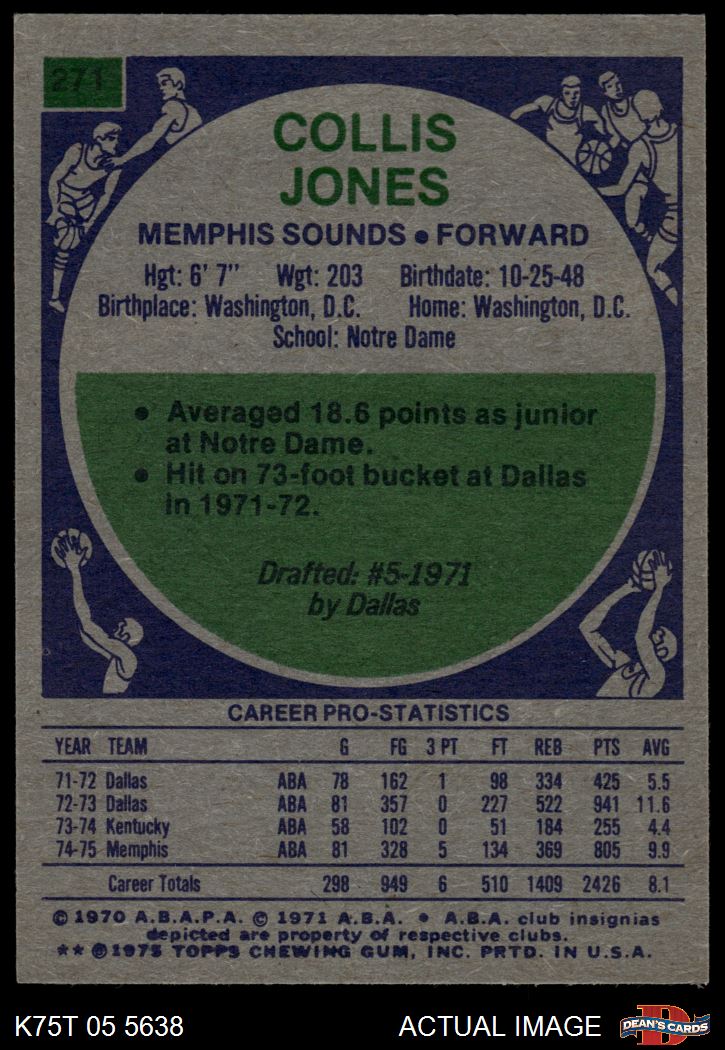 271
COLLIS
JONES
MEMPHIS SOUNDS • FORWARD
Hgt: 6' 7" Wgt: 203 Birthdate: 10-25-48
Birthplace: Washington, D.C. Home: Washington, D.C.
School: Notre Dame
• Averaged 18.6 points as junior
at Notre Dame.
• Hit on 73-foot bucket at Dallas
in 1971-72.
Drafted: #5-1971
by Dallas
CAREER PRO-STATISTICS
YEAR TEAM G FG 3 PT FT REB PTS AVG
71-72 Dallas ABA 78 162 1 98 334 425 5.5
72-73 Dallas ABA 81 357 0 227 522 941 11.6
73-74 Kentucky ABA 58 102 0 51 184 255 4.4
74-75 Memphis ABA 81 328 5 134 369 805 9.9
Career Totals 298 949 6 510 1409 2426 8.1
© 1970 A.B.A.P.A. © 1971 A.B.A. • A.B.A. club insignias
depicted are property of respective clubs.
** © 1975 TOPPS CHEWING GUM, INC. PRTD. IN U.S.A.
K75T 05 5638 ACTUAL IMAGE D DEAN'S CARDS